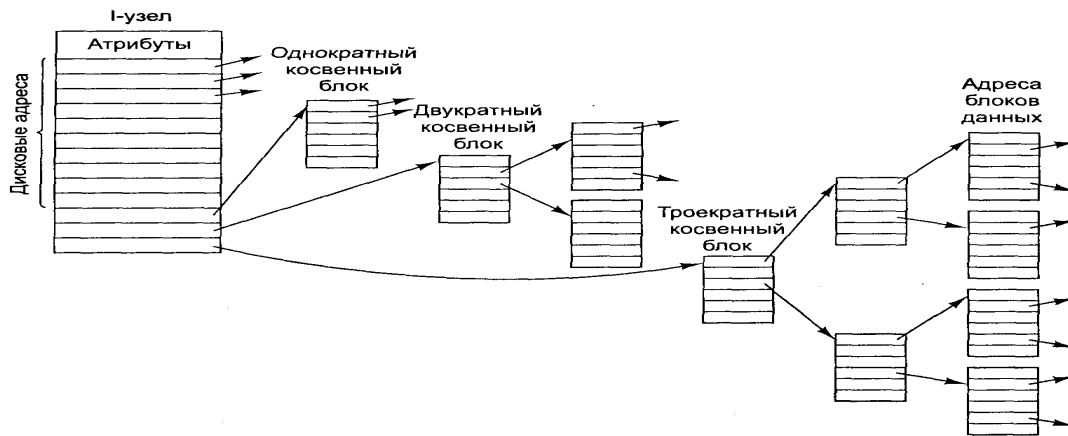 I-узел
Атрибуты
Дисковые адреса
Однократный
косвенный
блок
Двукратный
косвенный
блок
Троекратный
косвенный
блок
Адреса
блоков
данных